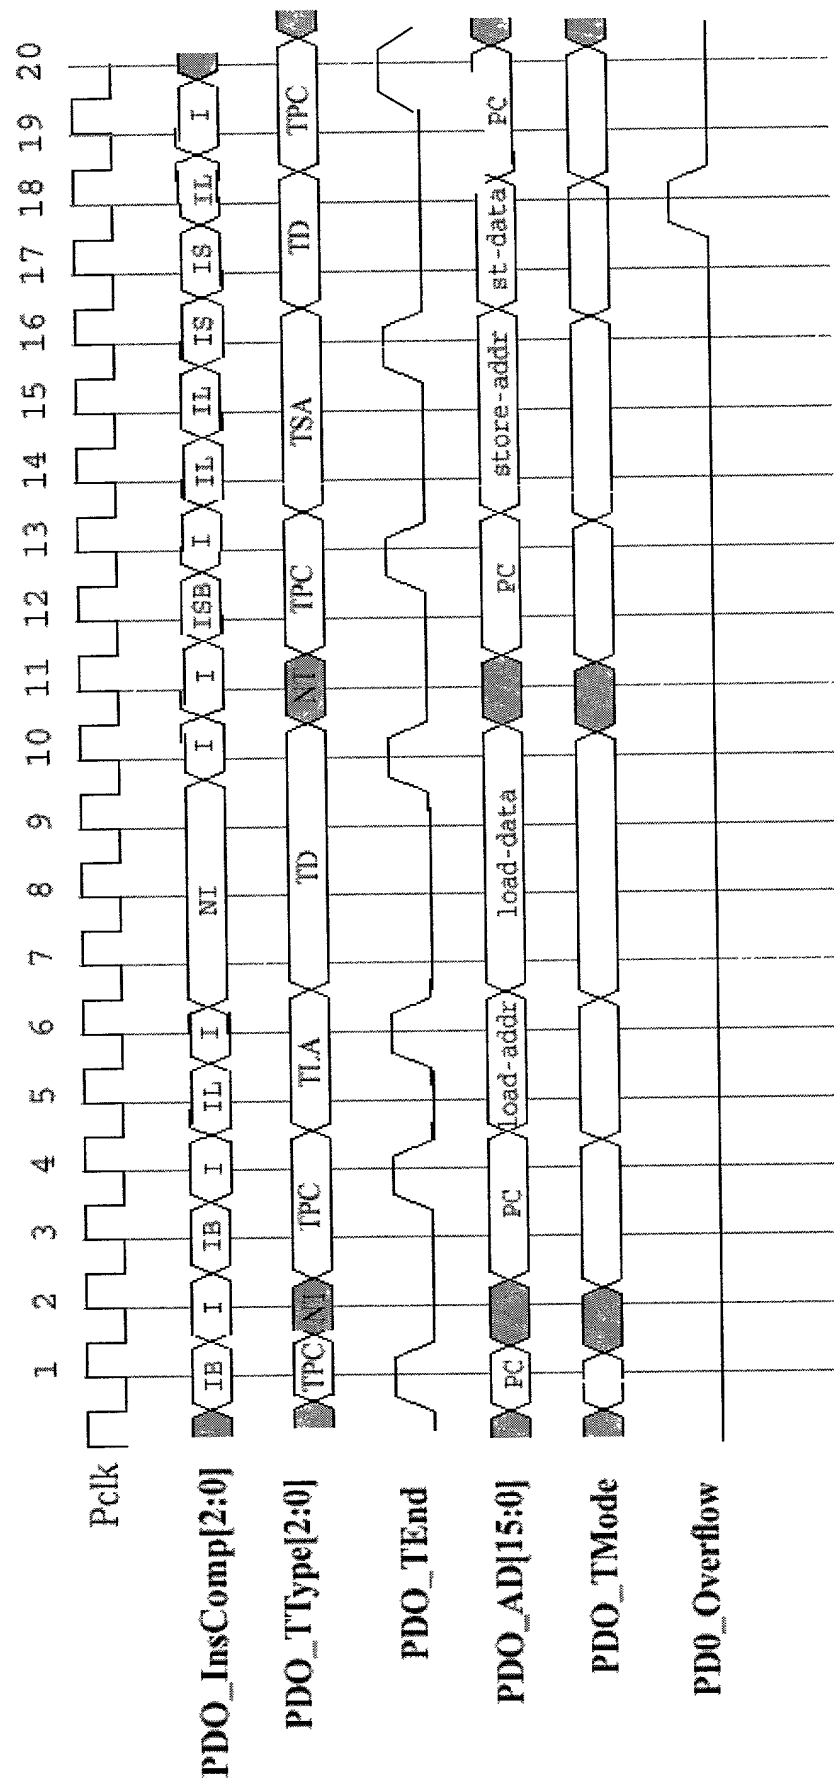 1 2 3 4 5 6 7 8 9 10 11 12 13 14 15 16 17 18 19 20
Pclk
PDO_InsComp[2:0] IB I IB I IL I NI I I ISB I IL IL IS IS IL I
PDO_TType[2:0] TPC NT TPC TLA TD NT TPC TSA TD TPC
PDO_TEnd
PDO_AD[15:0] PC PC load-addr load-data PC store-addr st-data PC
PDO_TMode
PD0_Overflow